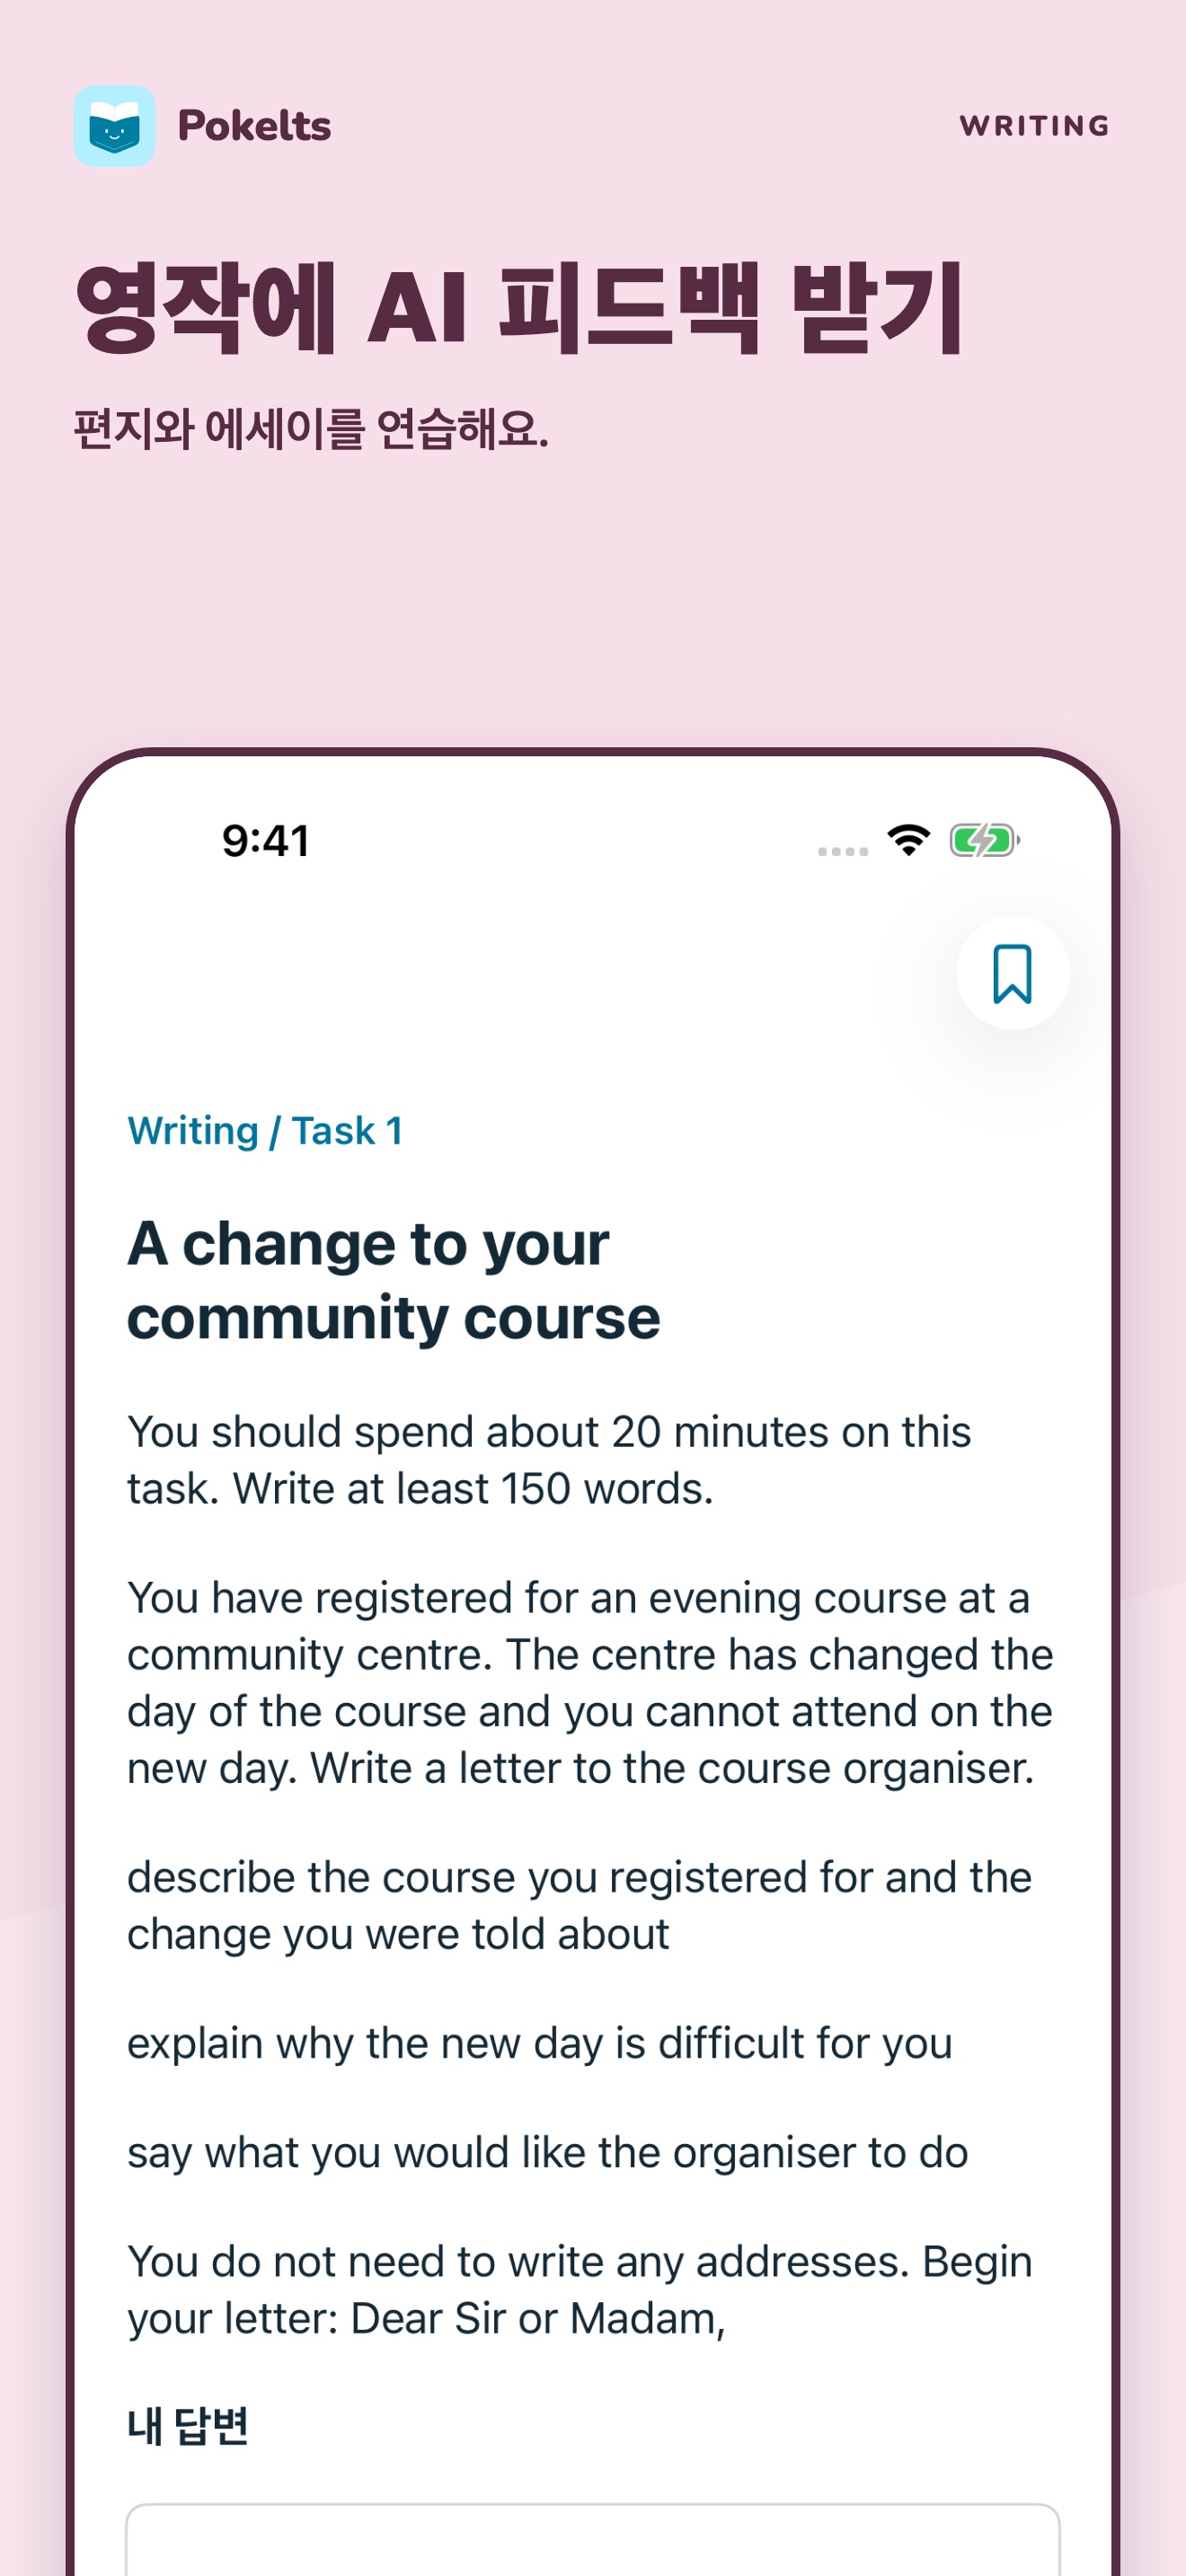 Pokelts
WRITING
영작에 AI 피드백 받기
편지와 에세이를 연습해요.
9:41
Writing / Task 1
A change to your
community course
You should spend about 20 minutes on this
task. Write at least 150 words.
You have registered for an evening course at a
community centre. The centre has changed the
day of the course and you cannot attend on the
new day. Write a letter to the course organiser.
describe the course you registered for and the
change you were told about
explain why the new day is difficult for you
say what you would like the organiser to do
You do not need to write any addresses. Begin
your letter: Dear Sir or Madam,
내 답변